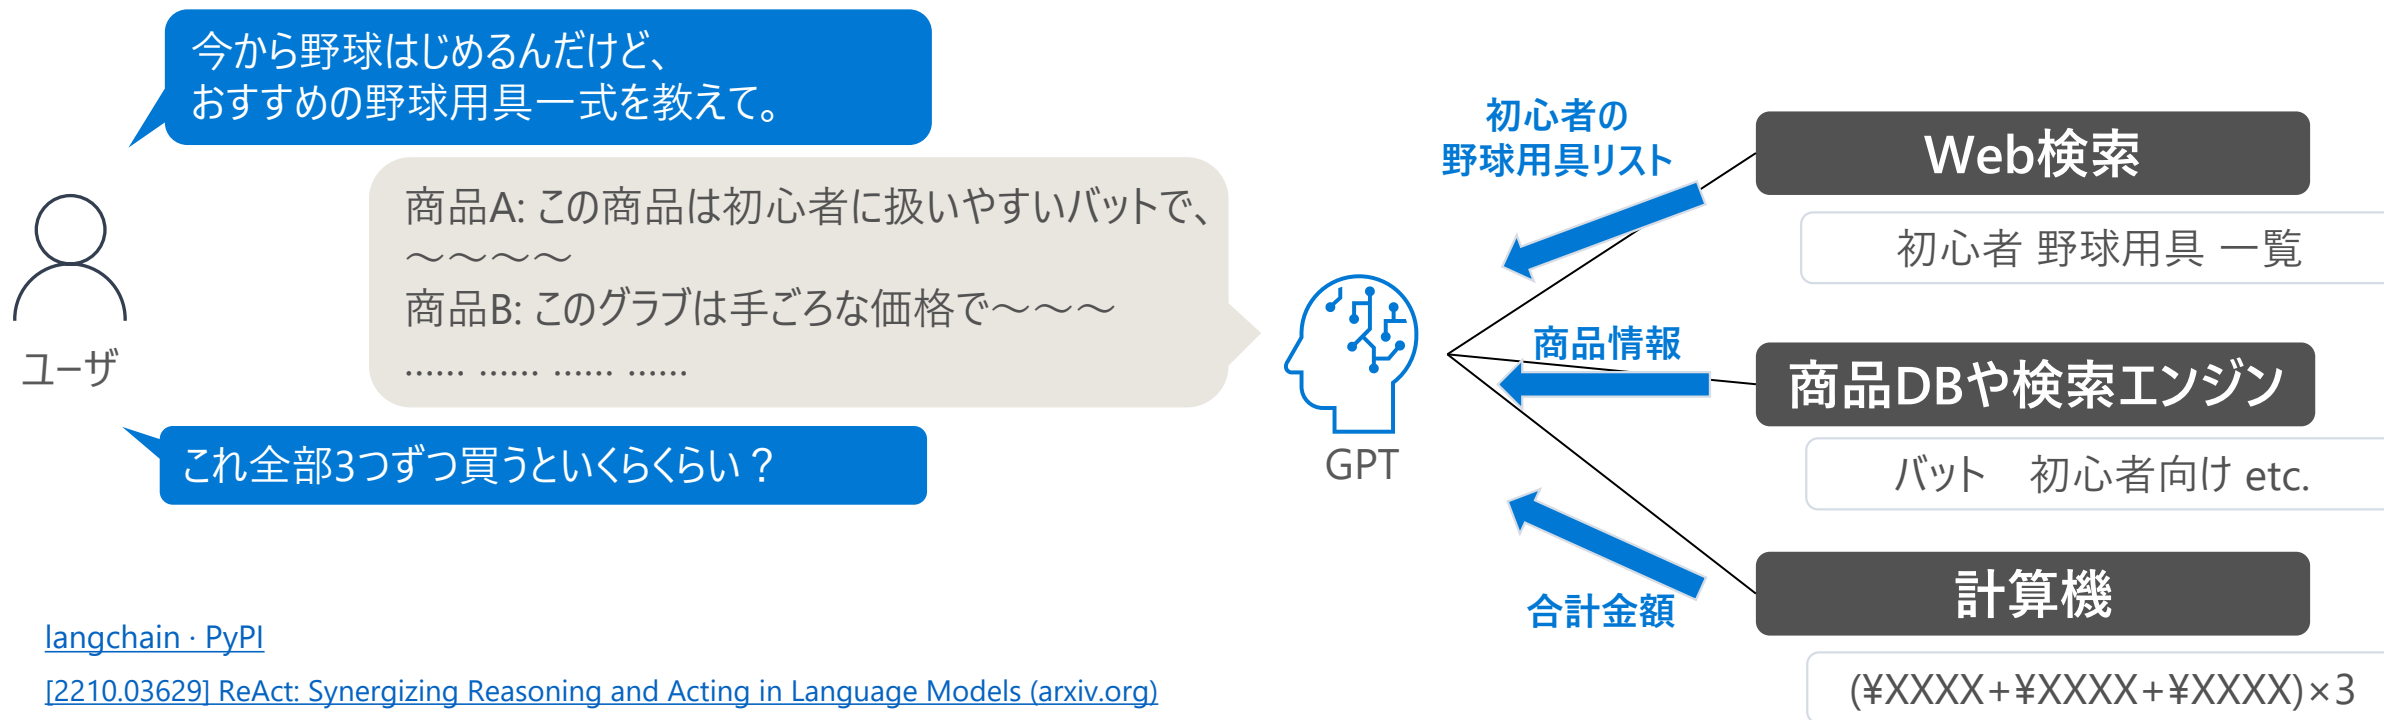 今から野球はじめるんだけど、
おすすめの野球用具一式を教えて。
商品A: この商品は初心者に扱いやすいバットで、
～～～～
商品B: このグラブは手ごろな価格で～～～
…… …… …… ……
ユーザ
これ全部3つずつ買うといくらくらい？
GPT
初心者の
野球用具リスト
Web検索
初心者 野球用具 一覧
商品情報
商品DBや検索エンジン
バット　初心者向け etc.
合計金額
計算機
(¥XXXX+¥XXXX+¥XXXX)×3
langchain · PyPI
[2210.03629] ReAct: Synergizing Reasoning and Acting in Language Models (arxiv.org)